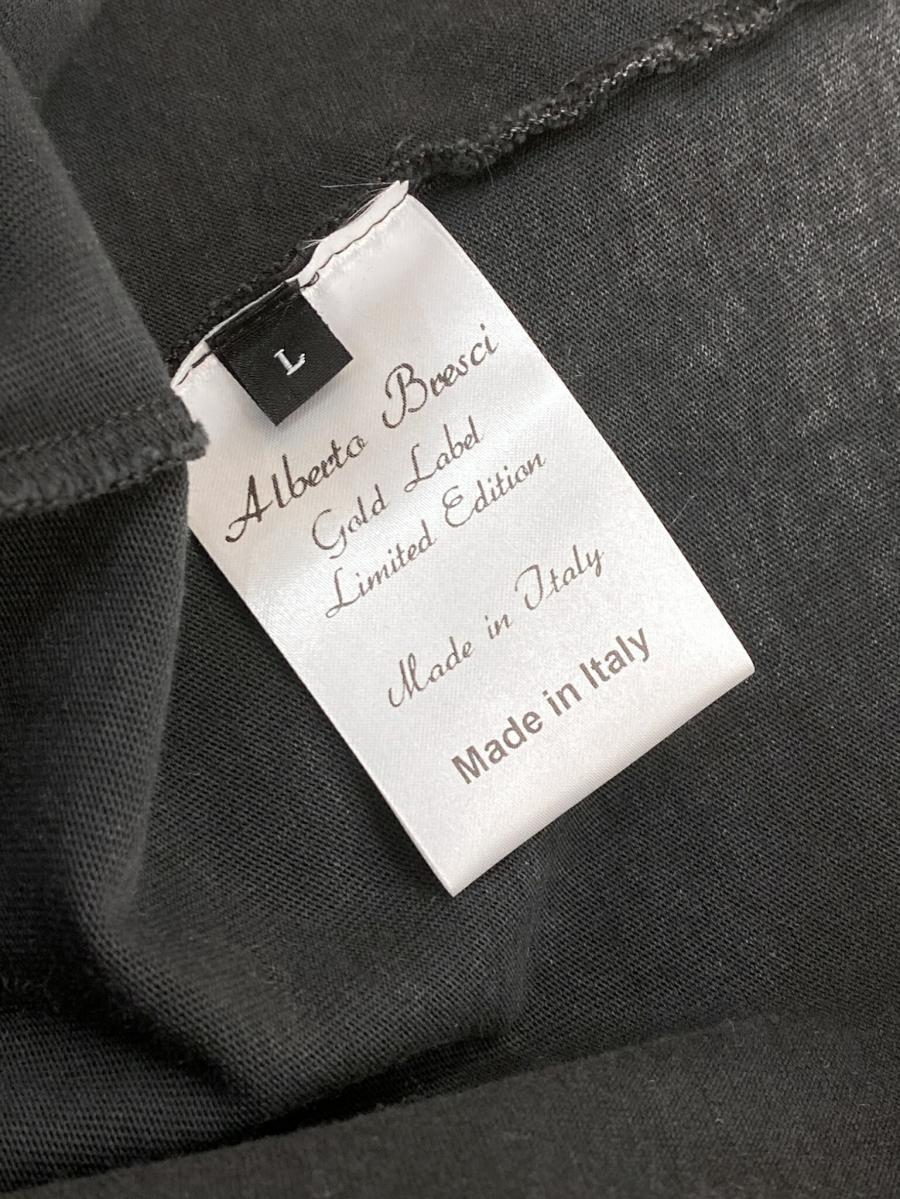 L
Alberto Bresci
Gold Label
Limited Edition
Made in Italy
Made in Italy